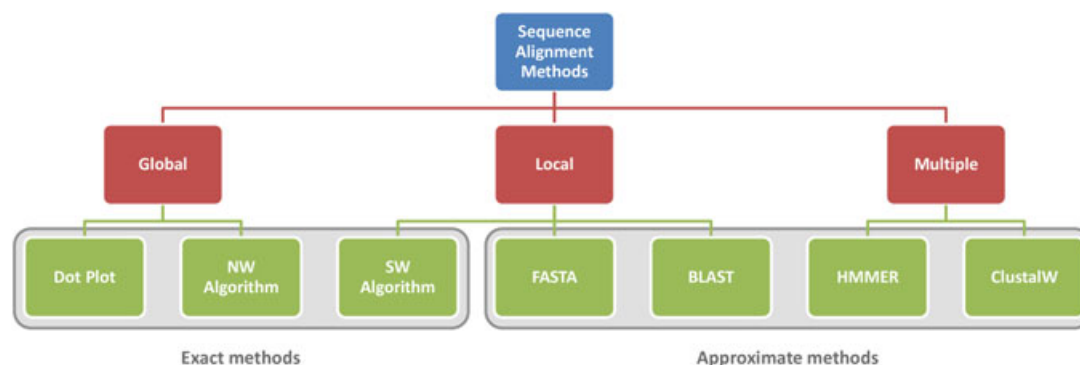 Sequence
Alignment
Methods
Global
Local
Multiple
Dot Plot
NW
Algorithm
SW
Algorithm
FASTA
BLAST
HMMER
ClustalW
Exact methods
Approximate methods